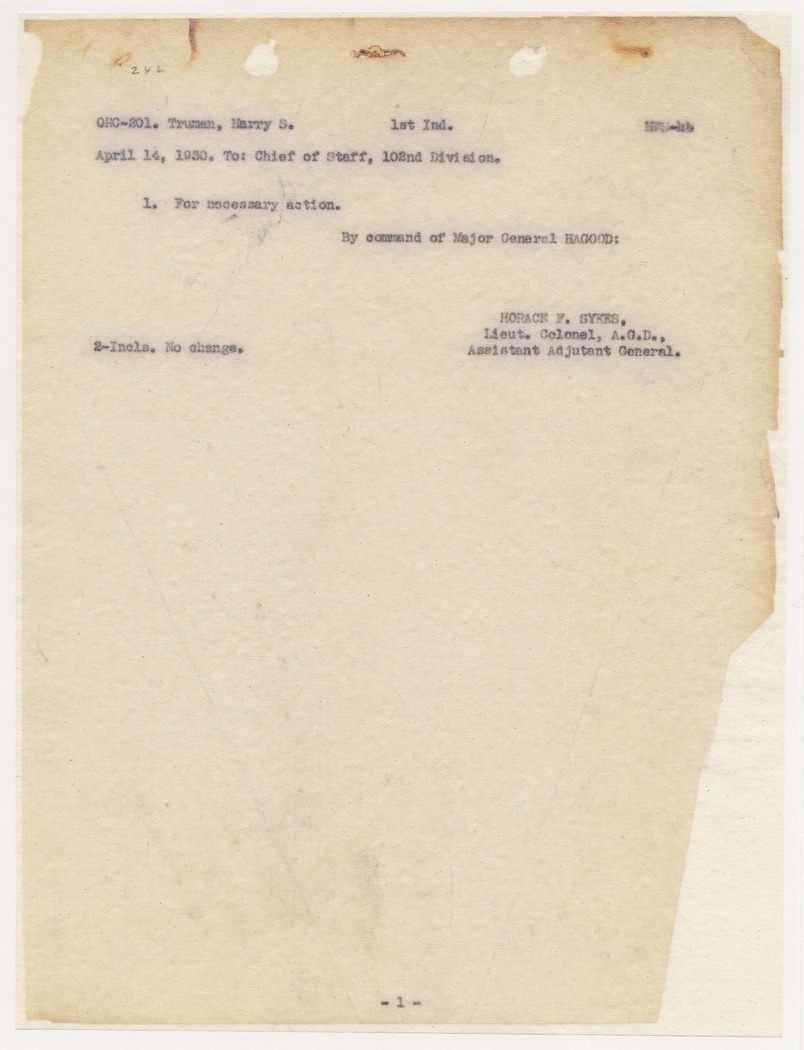 242
ORC-201. Truman, Harry S. 1st Ind.
April 14, 1930. To: Chief of Staff, 102nd Division.
1. For necessary action.
By command of Major General HAGOOD:
HORACE F. SYKES,
Lieut. Colonel, A.G.D.,
2-Incls. No change.
Assistant Adjutant General.
- 1 -